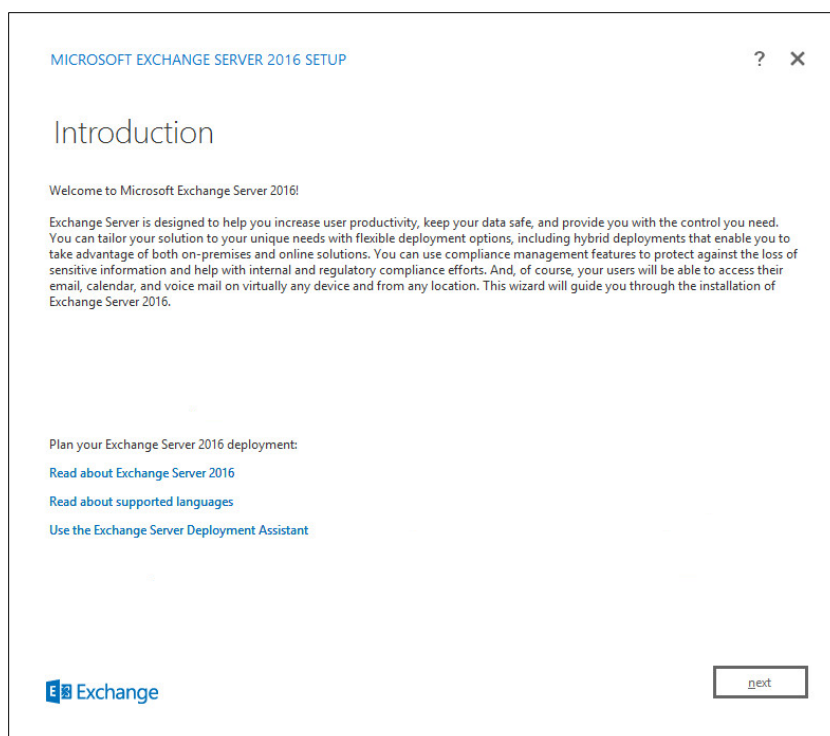 MICROSOFT EXCHANGE SERVER 2016 SETUP
? ✕
Introduction
Welcome to Microsoft Exchange Server 2016!
Exchange Server is designed to help you increase user productivity, keep your data safe, and provide you with the control you need.
You can tailor your solution to your unique needs with flexible deployment options, including hybrid deployments that enable you to
take advantage of both on-premises and online solutions. You can use compliance management features to protect against the loss of
sensitive information and help with internal and regulatory compliance efforts. And, of course, your users will be able to access their
email, calendar, and voice mail on virtually any device and from any location. This wizard will guide you through the installation of
Exchange Server 2016.
Plan your Exchange Server 2016 deployment:
Read about Exchange Server 2016
Read about supported languages
Use the Exchange Server Deployment Assistant
E Exchange
next